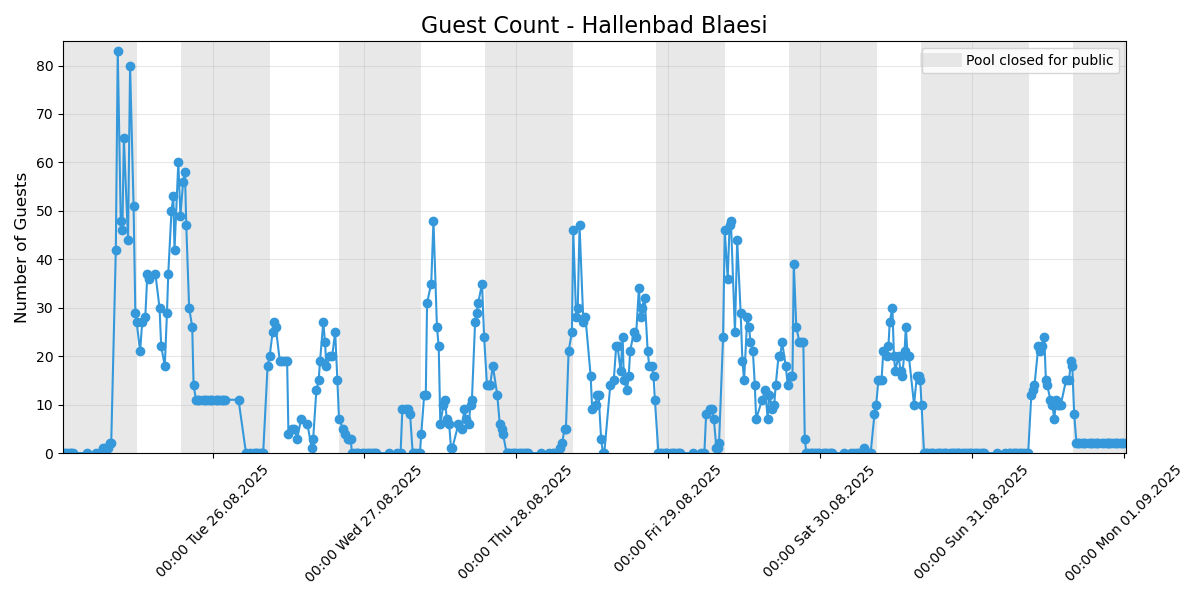 Guest Count - Hallenbad Blaesi
Pool closed for public
Number of Guests
80
70
60
50
40
30
20
10
0
00:00 Tue 26.08.2025
00:00 Wed 27.08.2025
00:00 Thu 28.08.2025
00:00 Fri 29.08.2025
00:00 Sat 30.08.2025
00:00 Sun 31.08.2025
00:00 Mon 01.09.2025